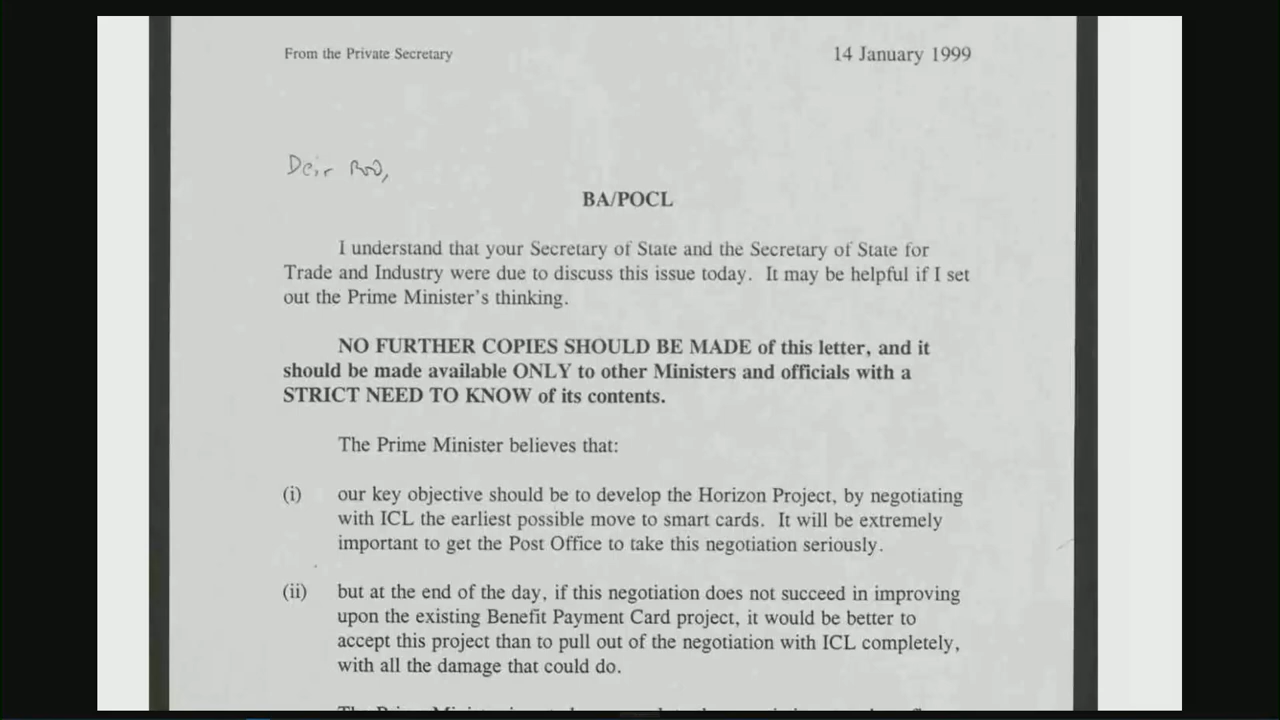 From the Private Secretary
14 January 1999
Dear Rod,
BA/POCL
I understand that your Secretary of State and the Secretary of State for
Trade and Industry were due to discuss this issue today. It may be helpful if I set
out the Prime Minister's thinking.
NO FURTHER COPIES SHOULD BE MADE of this letter, and it
should be made available ONLY to other Ministers and officials with a
STRICT NEED TO KNOW of its contents.
The Prime Minister believes that:
(i) our key objective should be to develop the Horizon Project, by negotiating
with ICL the earliest possible move to smart cards. It will be extremely
important to get the Post Office to take this negotiation seriously.
(ii) but at the end of the day, if this negotiation does not succeed in improving
upon the existing Benefit Payment Card project, it would be better to
accept this project than to pull out of the negotiation with ICL completely,
with all the damage that could do.
The Prime Minister